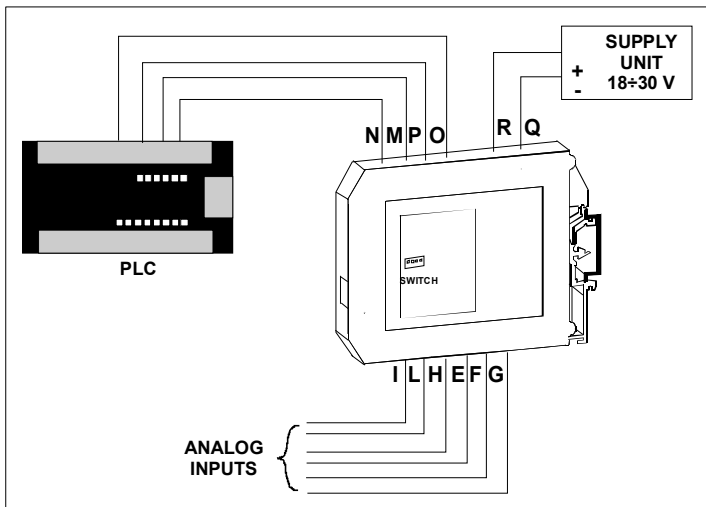 SUPPLY
UNIT
18÷30 V
+
-
N M P O
R Q
PLC
SWITCH
I L H E F G
ANALOG
INPUTS